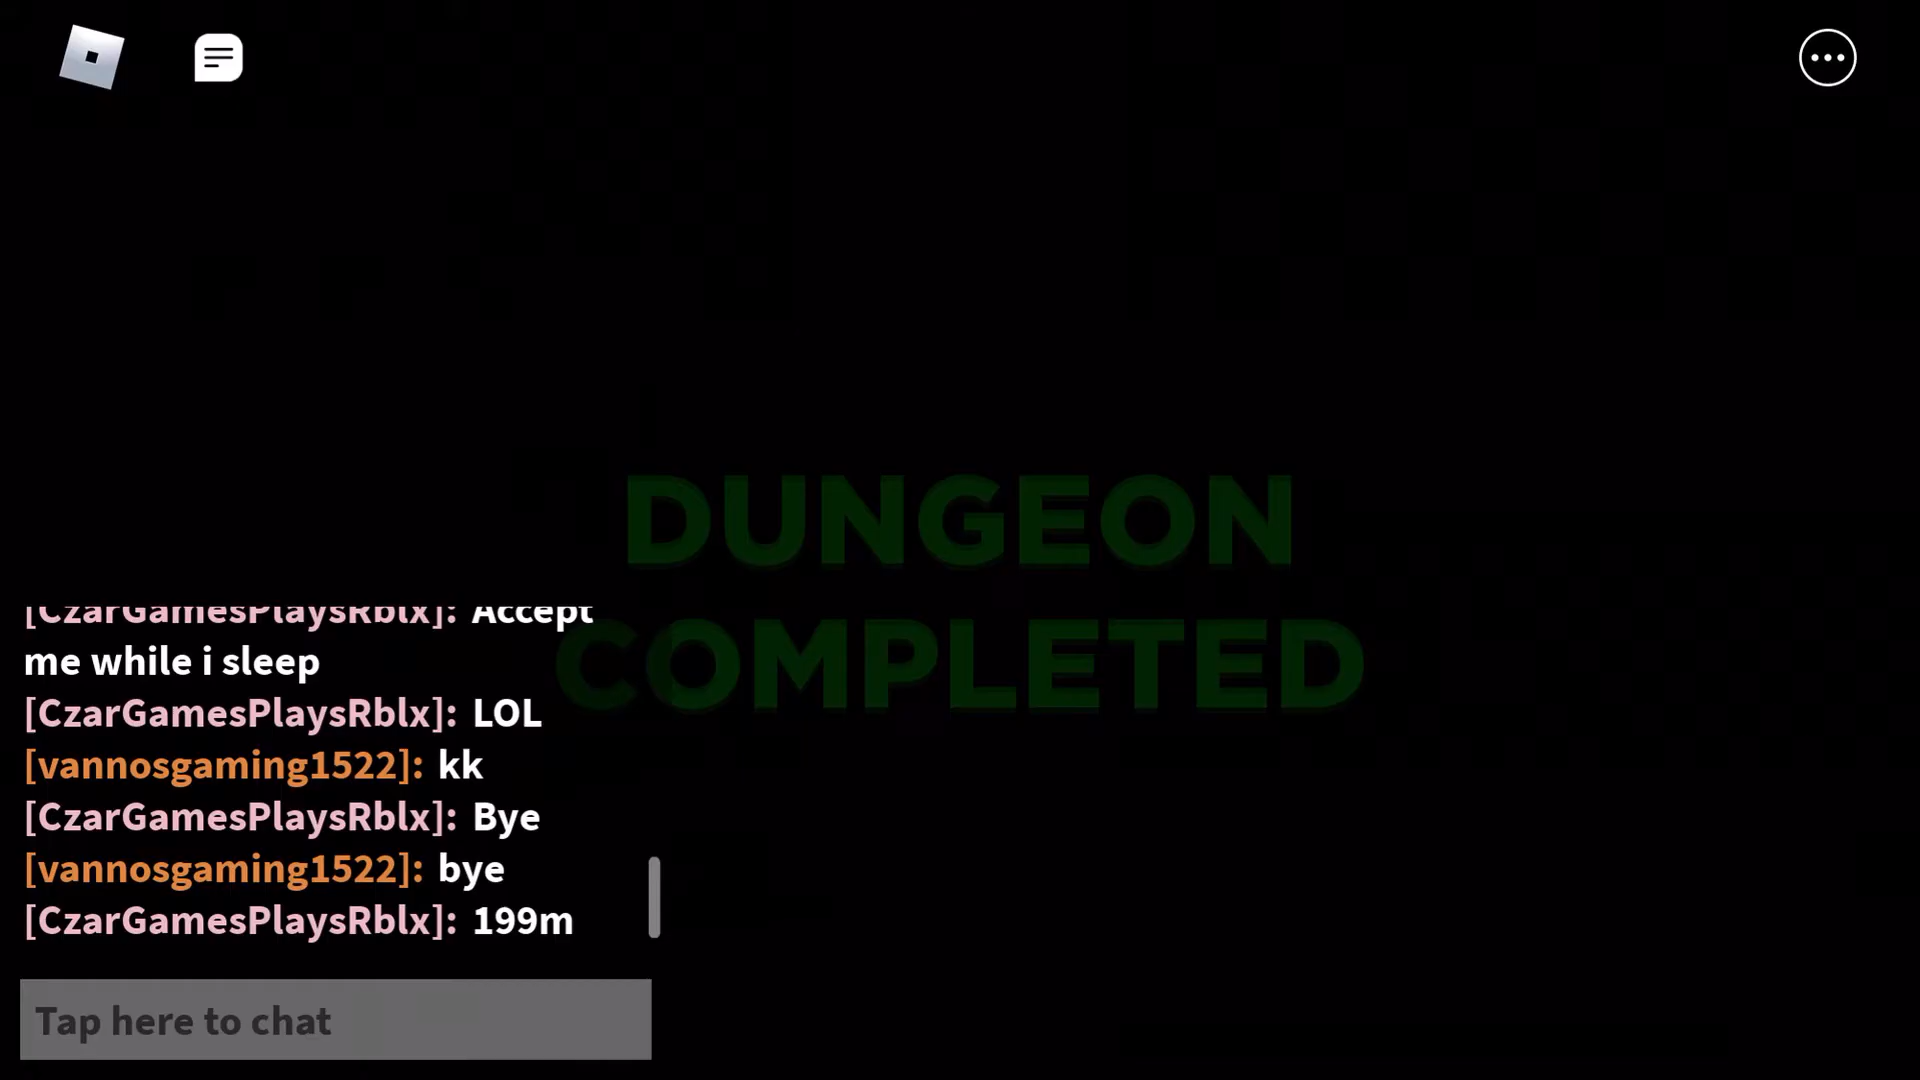 DUNGEON
COMPLETED
[CzarGamesPlaysRblx]: Accept
me while i sleep
[CzarGamesPlaysRblx]: LOL
[vannosgaming1522]: kk
[CzarGamesPlaysRblx]: Bye
[vannosgaming1522]: bye
[CzarGamesPlaysRblx]: 199m
Tap here to chat